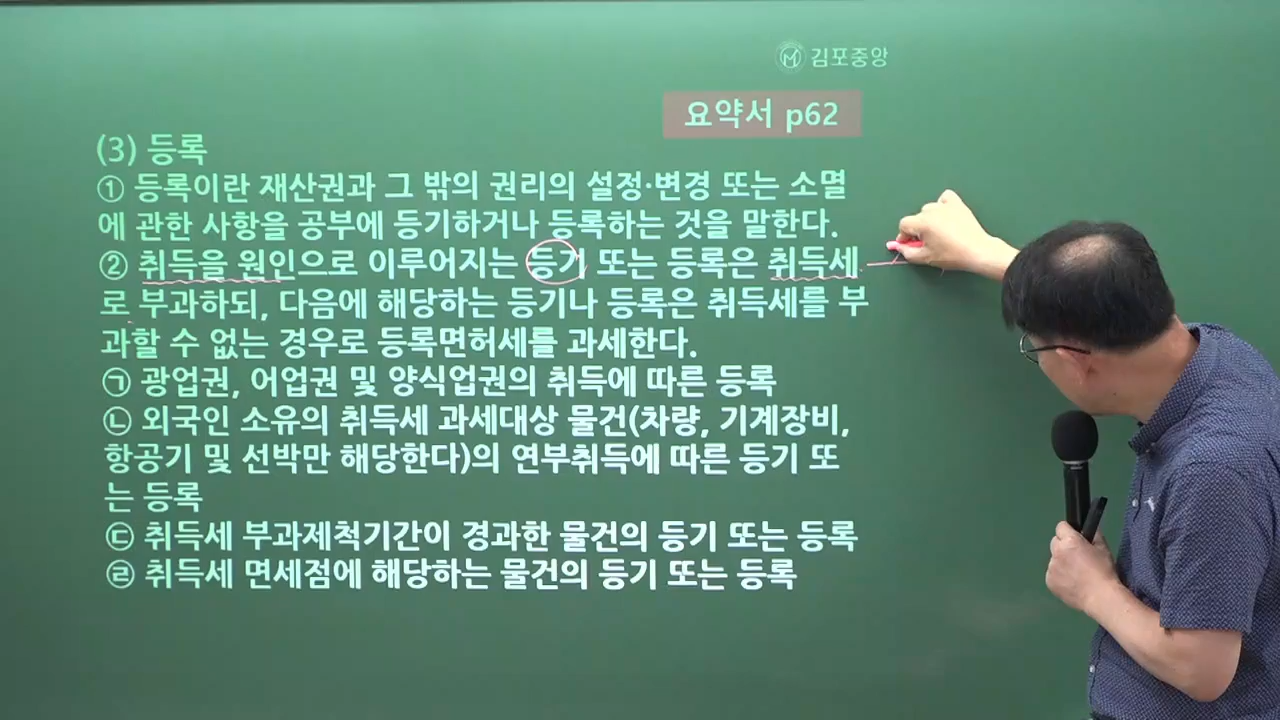 김포중앙
요약서 p62
(3) 등록
① 등록이란 재산권과 그 밖의 권리의 설정·변경 또는 소멸
에 관한 사항을 공부에 등기하거나 등록하는 것을 말한다.
② 취득을 원인으로 이루어지는 등기 또는 등록은 취득세
로 부과하되, 다음에 해당하는 등기나 등록은 취득세를 부
과할 수 없는 경우로 등록면허세를 과세한다.
㉠ 광업권, 어업권 및 양식업권의 취득에 따른 등록
㉡ 외국인 소유의 취득세 과세대상 물건(차량, 기계장비,
항공기 및 선박만 해당한다)의 연부취득에 따른 등기 또
는 등록
㉢ 취득세 부과제척기간이 경과한 물건의 등기 또는 등록
㉣ 취득세 면세점에 해당하는 물건의 등기 또는 등록